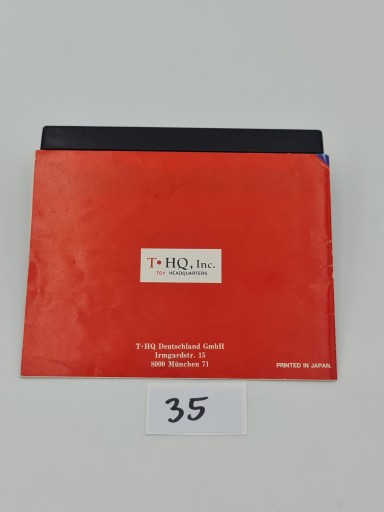 T•HQ, Inc.
TOY HEADQUARTERS
T•HQ Deutschland GmbH
Irmgardstr. 15
8000 München 71
PRINTED IN JAPAN.
35